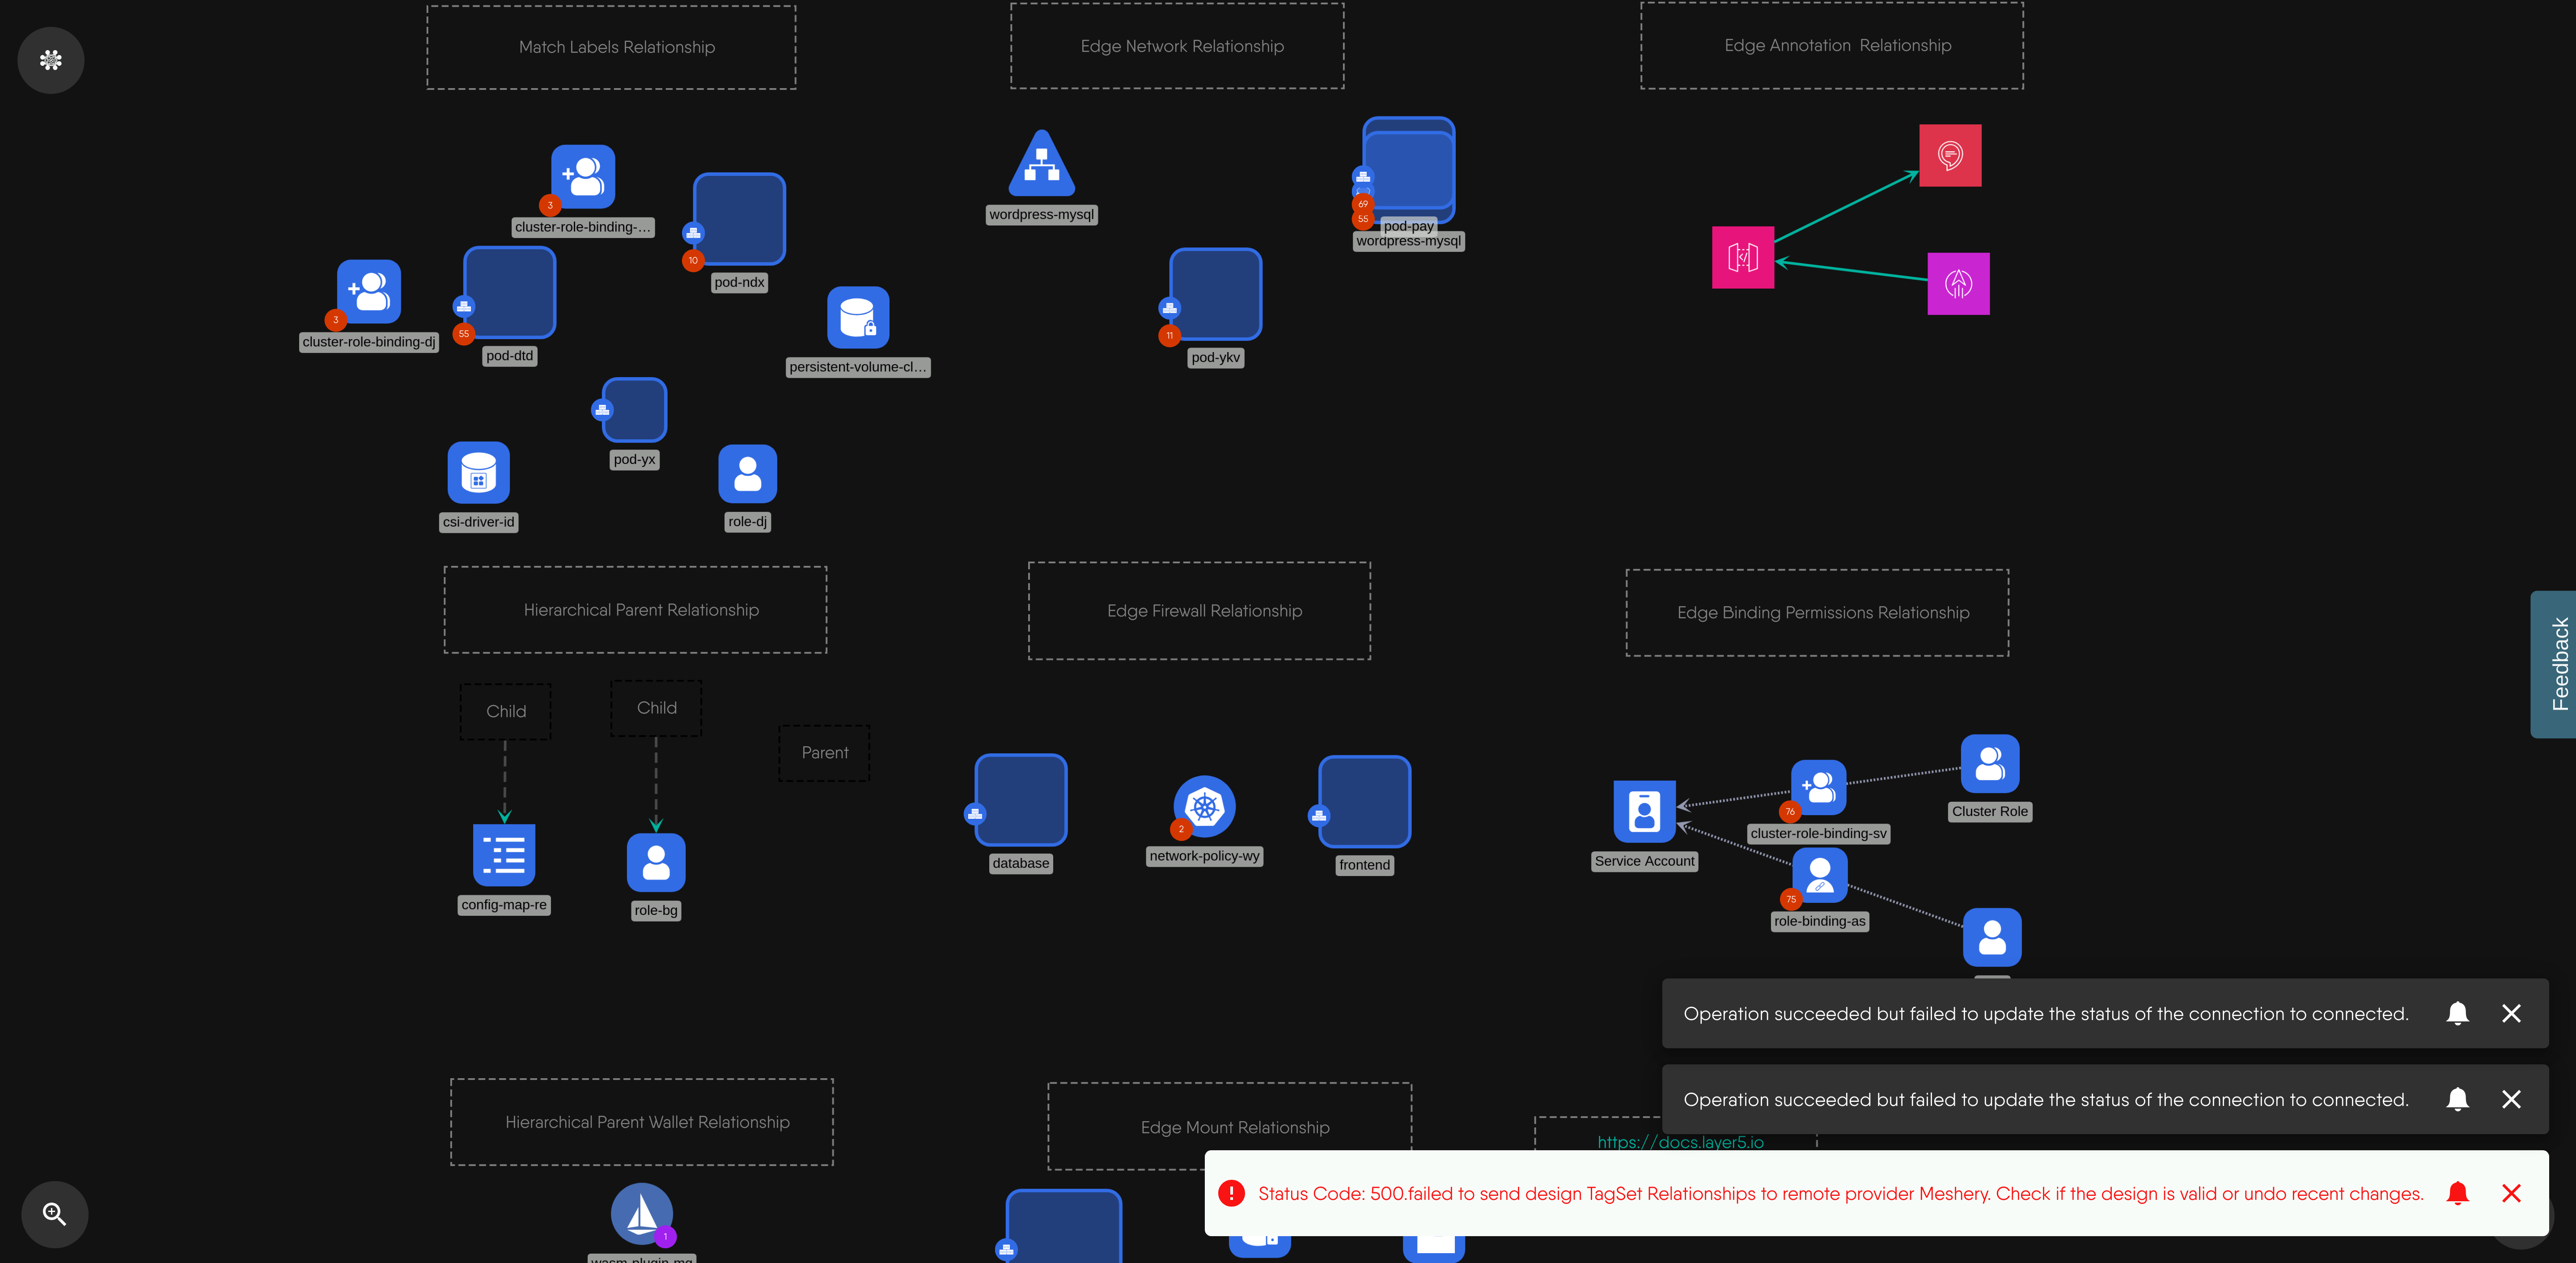 Match Labels Relationship
Edge Network Relationship
Edge Annotation  Relationship
3
cluster-role-binding-...
10
pod-ndx
3
cluster-role-binding-dj
55
pod-dtd
persistent-volume-cl...
pod-yx
csi-driver-id
role-dj
wordpress-mysql
69
55
pod-pay
wordpress-mysql
11
pod-ykv
Hierarchical Parent Relationship
Edge Firewall Relationship
Edge Binding Permissions Relationship
Child
Child
Parent
config-map-re
role-bg
database
2
network-policy-wy
frontend
Service Account
76
cluster-role-binding-sv
Cluster Role
75
role-binding-as
Feedback
Operation succeeded but failed to update the status of the connection to connected.
Operation succeeded but failed to update the status of the connection to connected.
Hierarchical Parent Wallet Relationship
Edge Mount Relationship
https://docs.layer5.io
Status Code: 500.failed to send design TagSet Relationships to remote provider Meshery. Check if the design is valid or undo recent changes.
1
wasm-plugin-mg